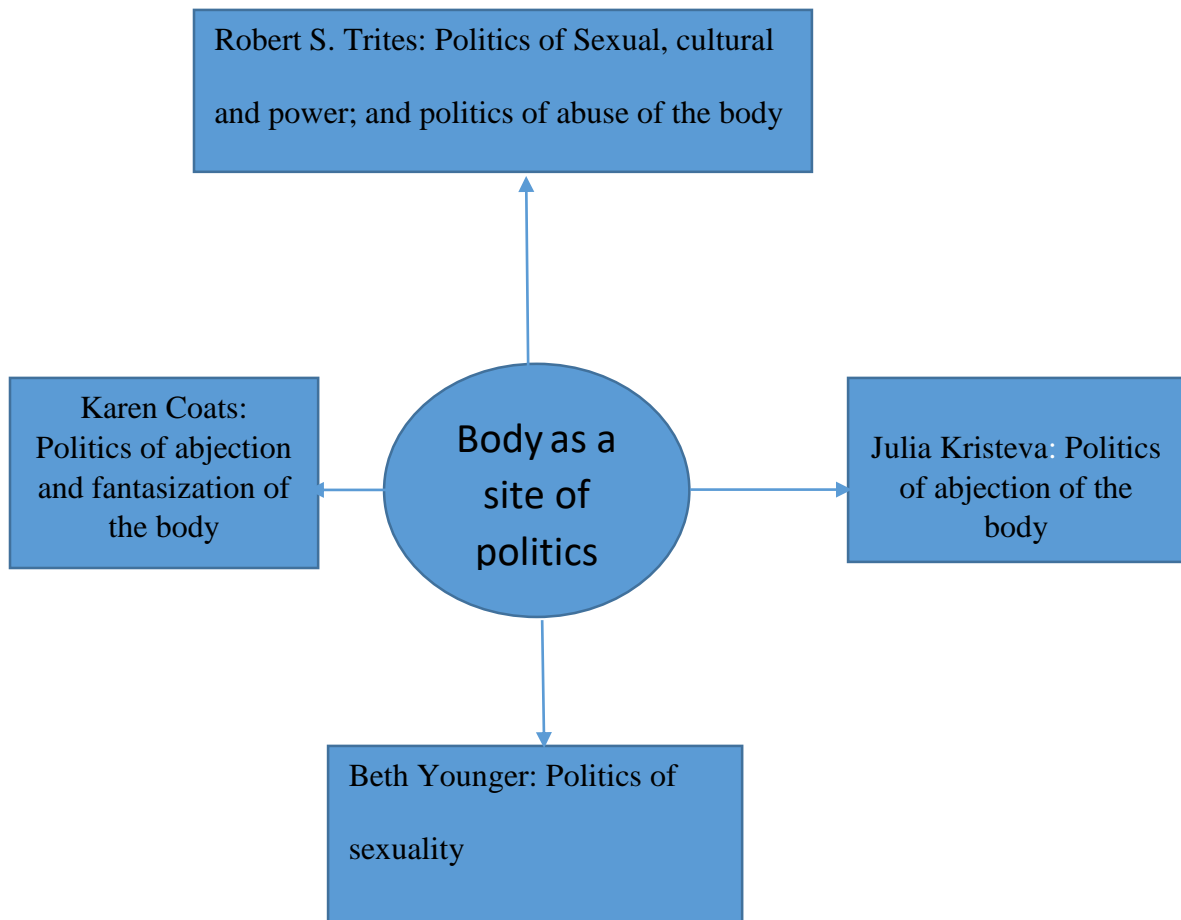 Robert S. Trites: Politics of Sexual, cultural
and power; and politics of abuse of the body
Karen Coats:
Politics of abjection
and fantasization of
the body
Body as a
site of
politics
Julia Kristeva: Politics
of abjection of the
body
Beth Younger: Politics of
sexuality